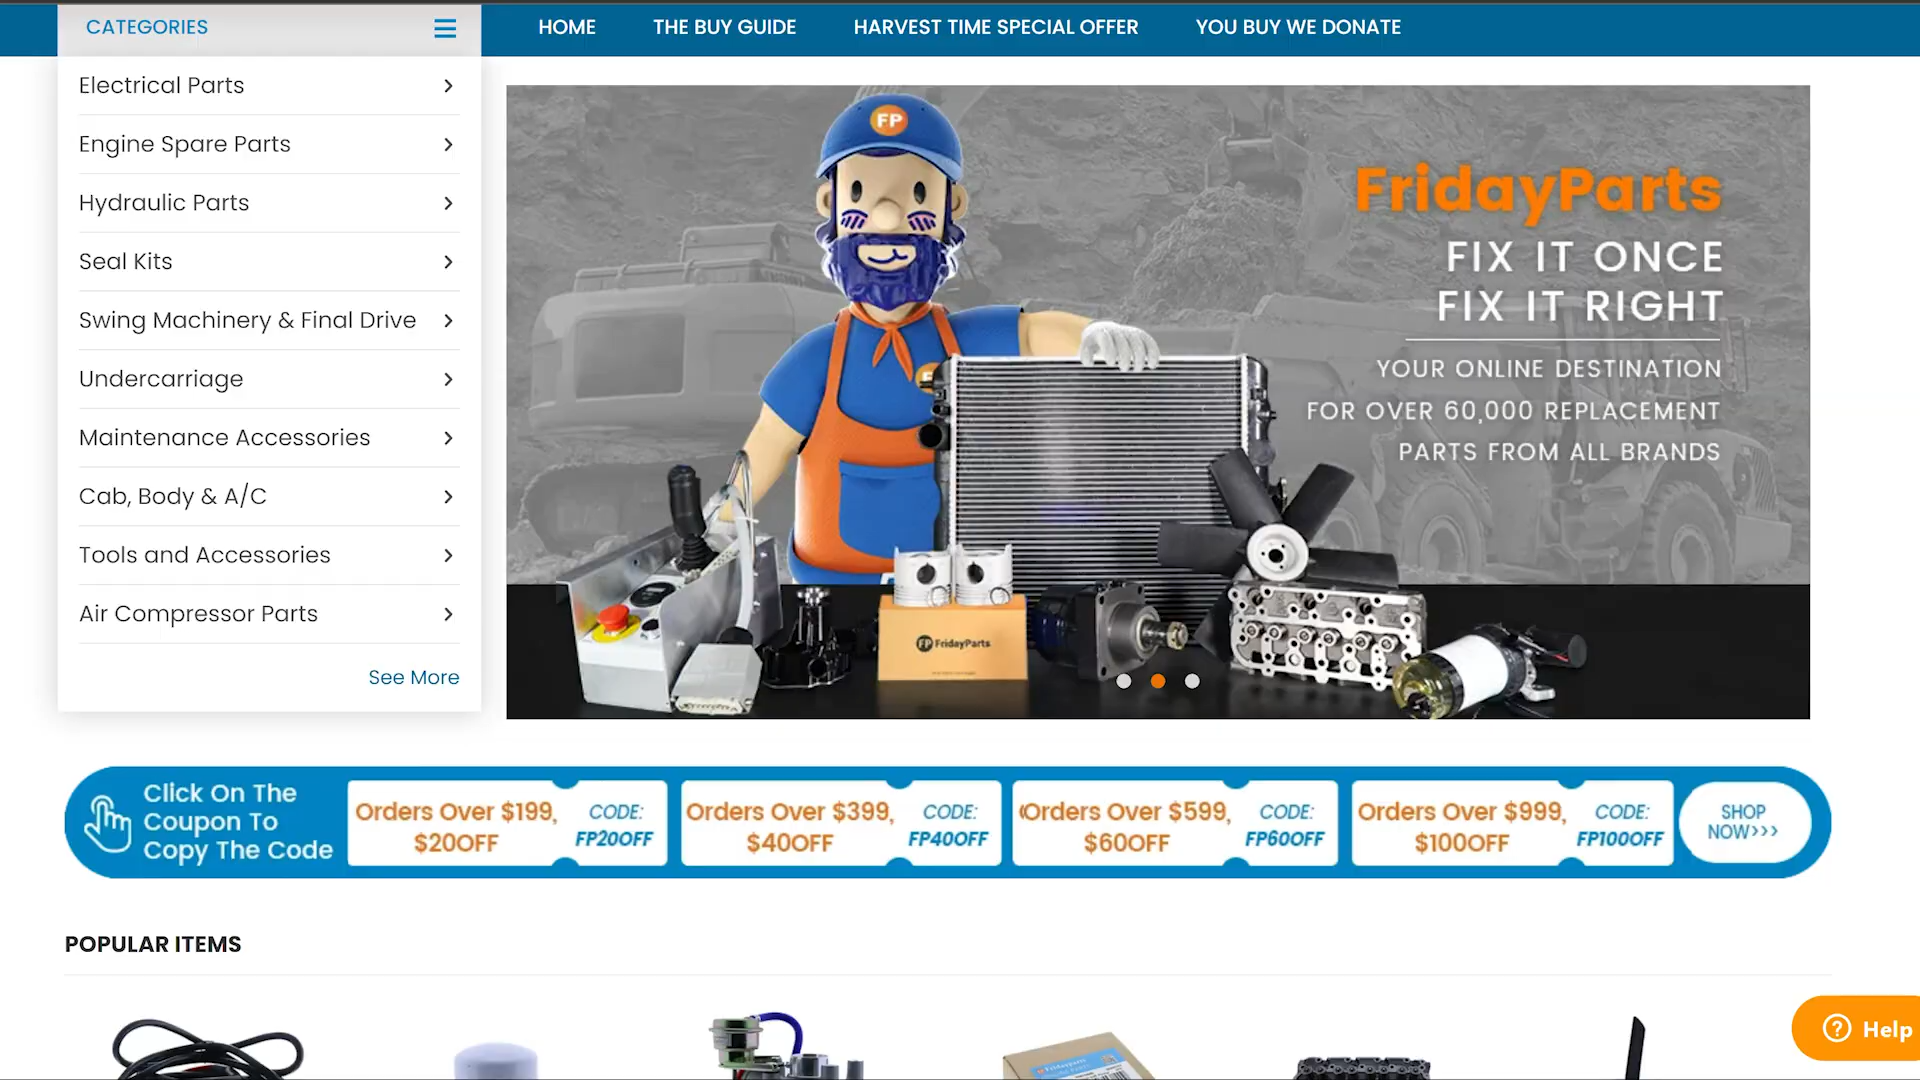 CATEGORIES
HOME
THE BUY GUIDE
HARVEST TIME SPECIAL OFFER
YOU BUY WE DONATE
Electrical Parts
Engine Spare Parts
Hydraulic Parts
Seal Kits
Swing Machinery & Final Drive
Undercarriage
Maintenance Accessories
Cab, Body & A/C
Tools and Accessories
Air Compressor Parts
See More
FP
FridayParts
FIX IT ONCE
FIX IT RIGHT
YOUR ONLINE DESTINATION
FOR OVER 60,000 REPLACEMENT
PARTS FROM ALL BRANDS
FP FridayParts
Click On The
Coupon To
Copy The Code
Orders Over $199,
$20OFF
CODE:
FP20OFF
Orders Over $399,
$40OFF
CODE:
FP40OFF
Orders Over $599,
$60OFF
CODE:
FP60OFF
Orders Over $999,
$100OFF
CODE:
FP100OFF
SHOP
NOW>>>
POPULAR ITEMS
Fridayparts
Help